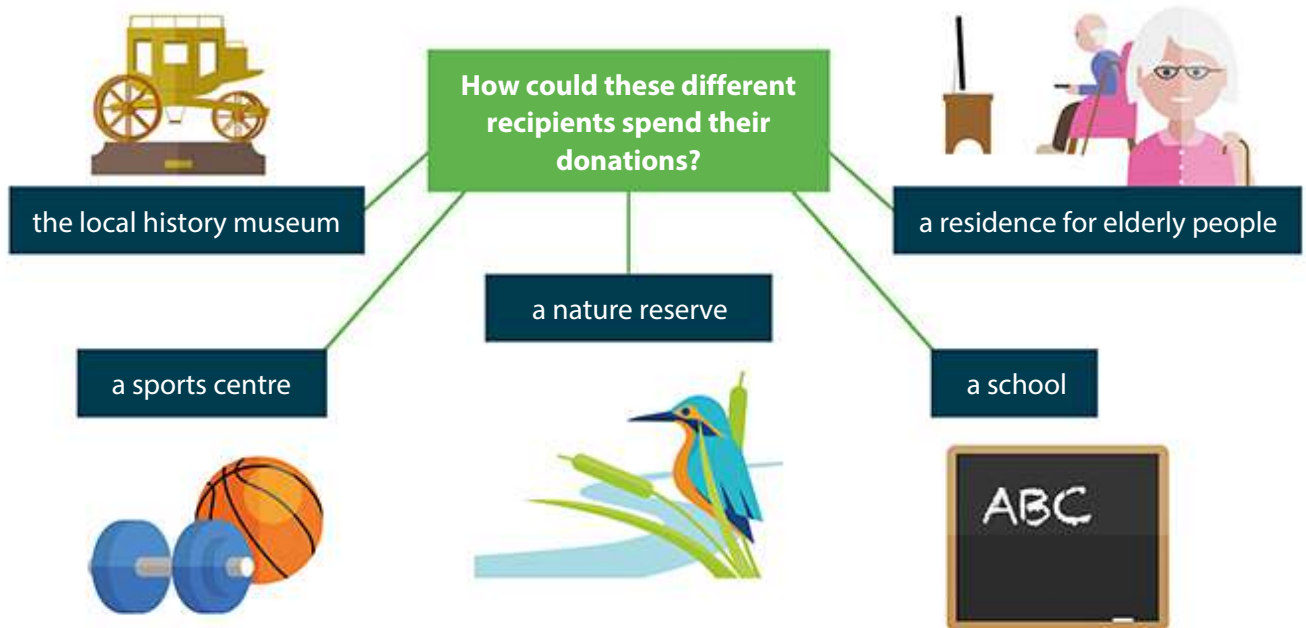 How could these different
recipients spend their
donations?
the local history museum
a residence for elderly people
a nature reserve
a sports centre
a school
ABC